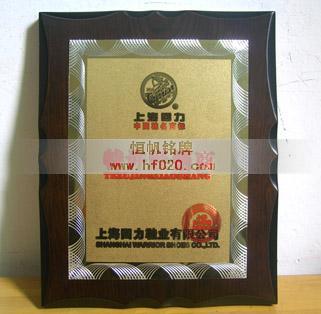 上海回力
中国驰名商标
恒帆铭牌
www.hf020.com
上海回力鞋业有限公司
SHANGHAI WARRIOR SHOES CO.,LTD.